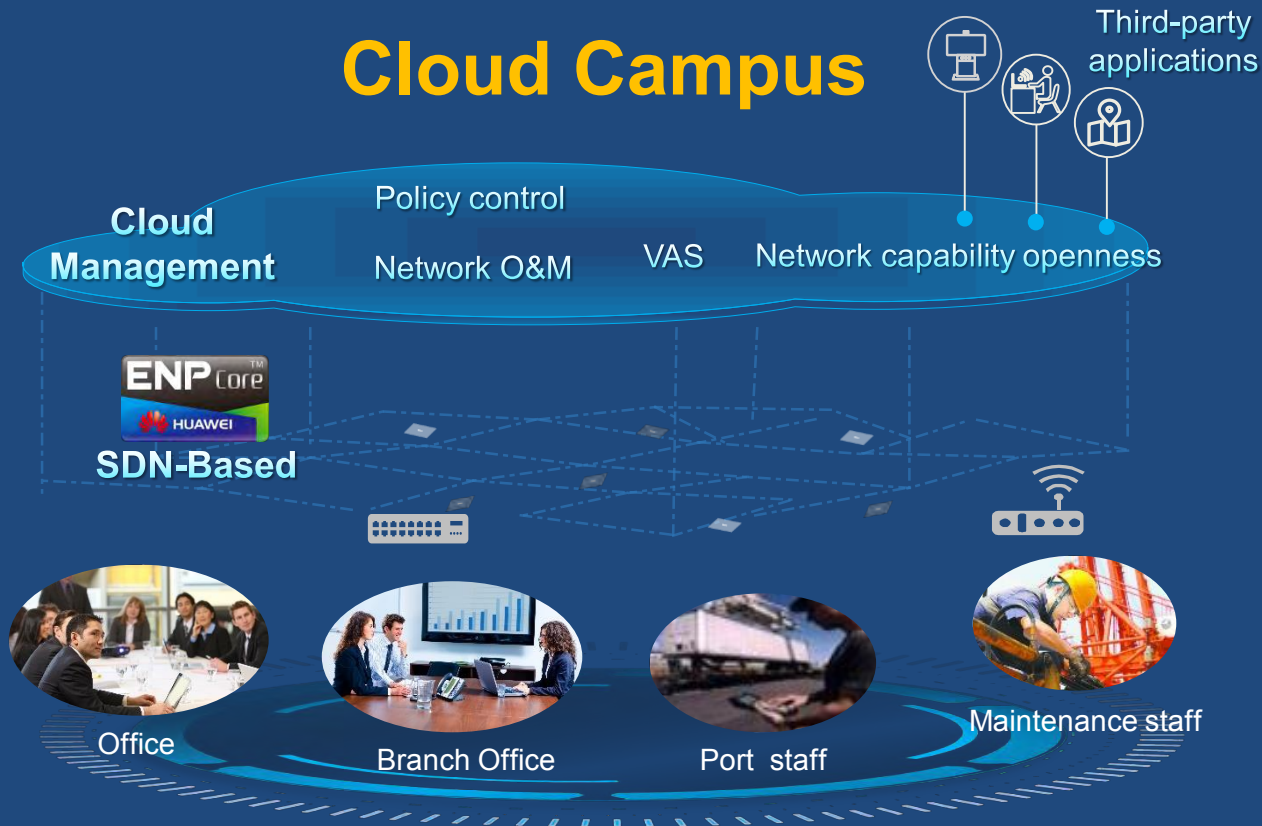 Cloud Campus
Third-party
applications
Policy control
Cloud
Management
Network O&M
VAS
Network capability openness
ENP Core TM
HUAWEI
SDN-Based
Office
Branch Office
Port staff
Maintenance staff